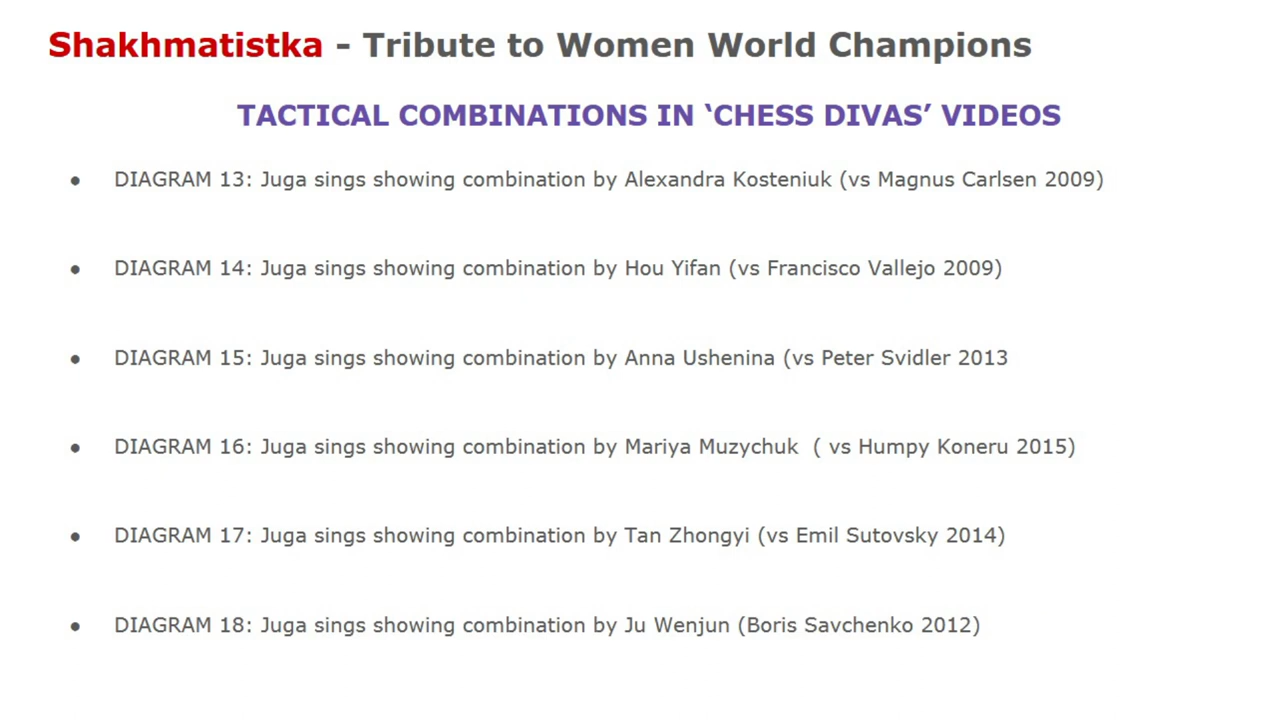 Shakhmatistka - Tribute to Women World Champions
TACTICAL COMBINATIONS IN ‘CHESS DIVAS’ VIDEOS
● DIAGRAM 13: Juga sings showing combination by Alexandra Kosteniuk (vs Magnus Carlsen 2009)
● DIAGRAM 14: Juga sings showing combination by Hou Yifan (vs Francisco Vallejo 2009)
● DIAGRAM 15: Juga sings showing combination by Anna Ushenina (vs Peter Svidler 2013
● DIAGRAM 16: Juga sings showing combination by Mariya Muzychuk ( vs Humpy Koneru 2015)
● DIAGRAM 17: Juga sings showing combination by Tan Zhongyi (vs Emil Sutovsky 2014)
● DIAGRAM 18: Juga sings showing combination by Ju Wenjun (Boris Savchenko 2012)